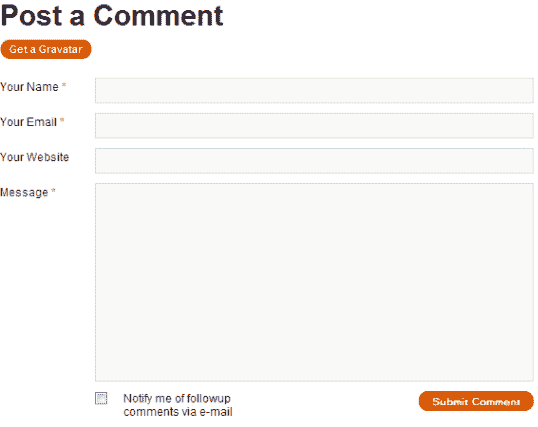 Post a Comment
Get a Gravatar
Your Name *
Your Email *
Your Website
Message *
Notify me of followup
comments via e-mail
Submit Comment